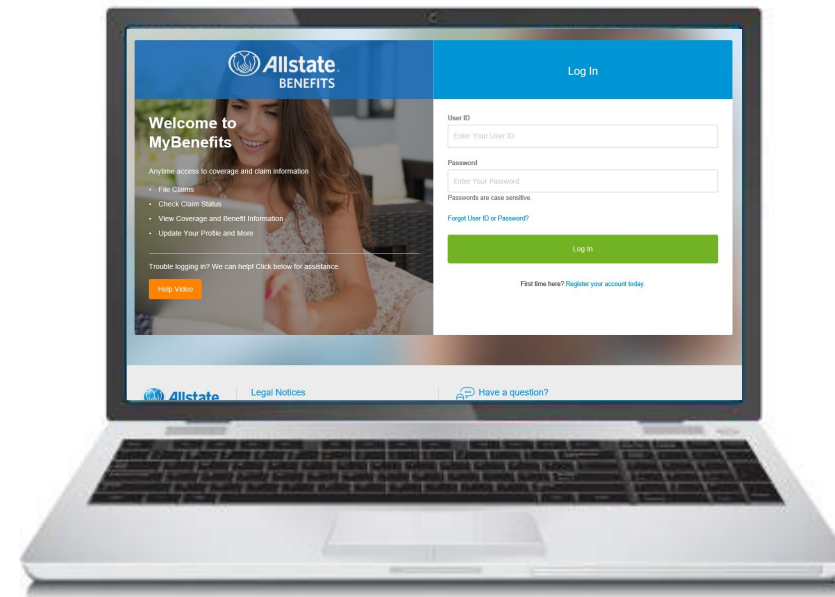 Allstate.
BENEFITS
Welcome to
MyBenefits
Anytime access to coverage and claim information
• File Claims
• Check Claim Status
• View Coverage and Benefit Information
• Update Your Profile and More
Trouble logging in? We can help! Click below for assistance.
Help Video
Log In
User ID
Enter Your User ID
Password
Enter Your Password
Passwords are case sensitive.
Forgot User ID or Password?
Log In
First time here? Register your account today.
Allstate
Legal Notices
Have a question?